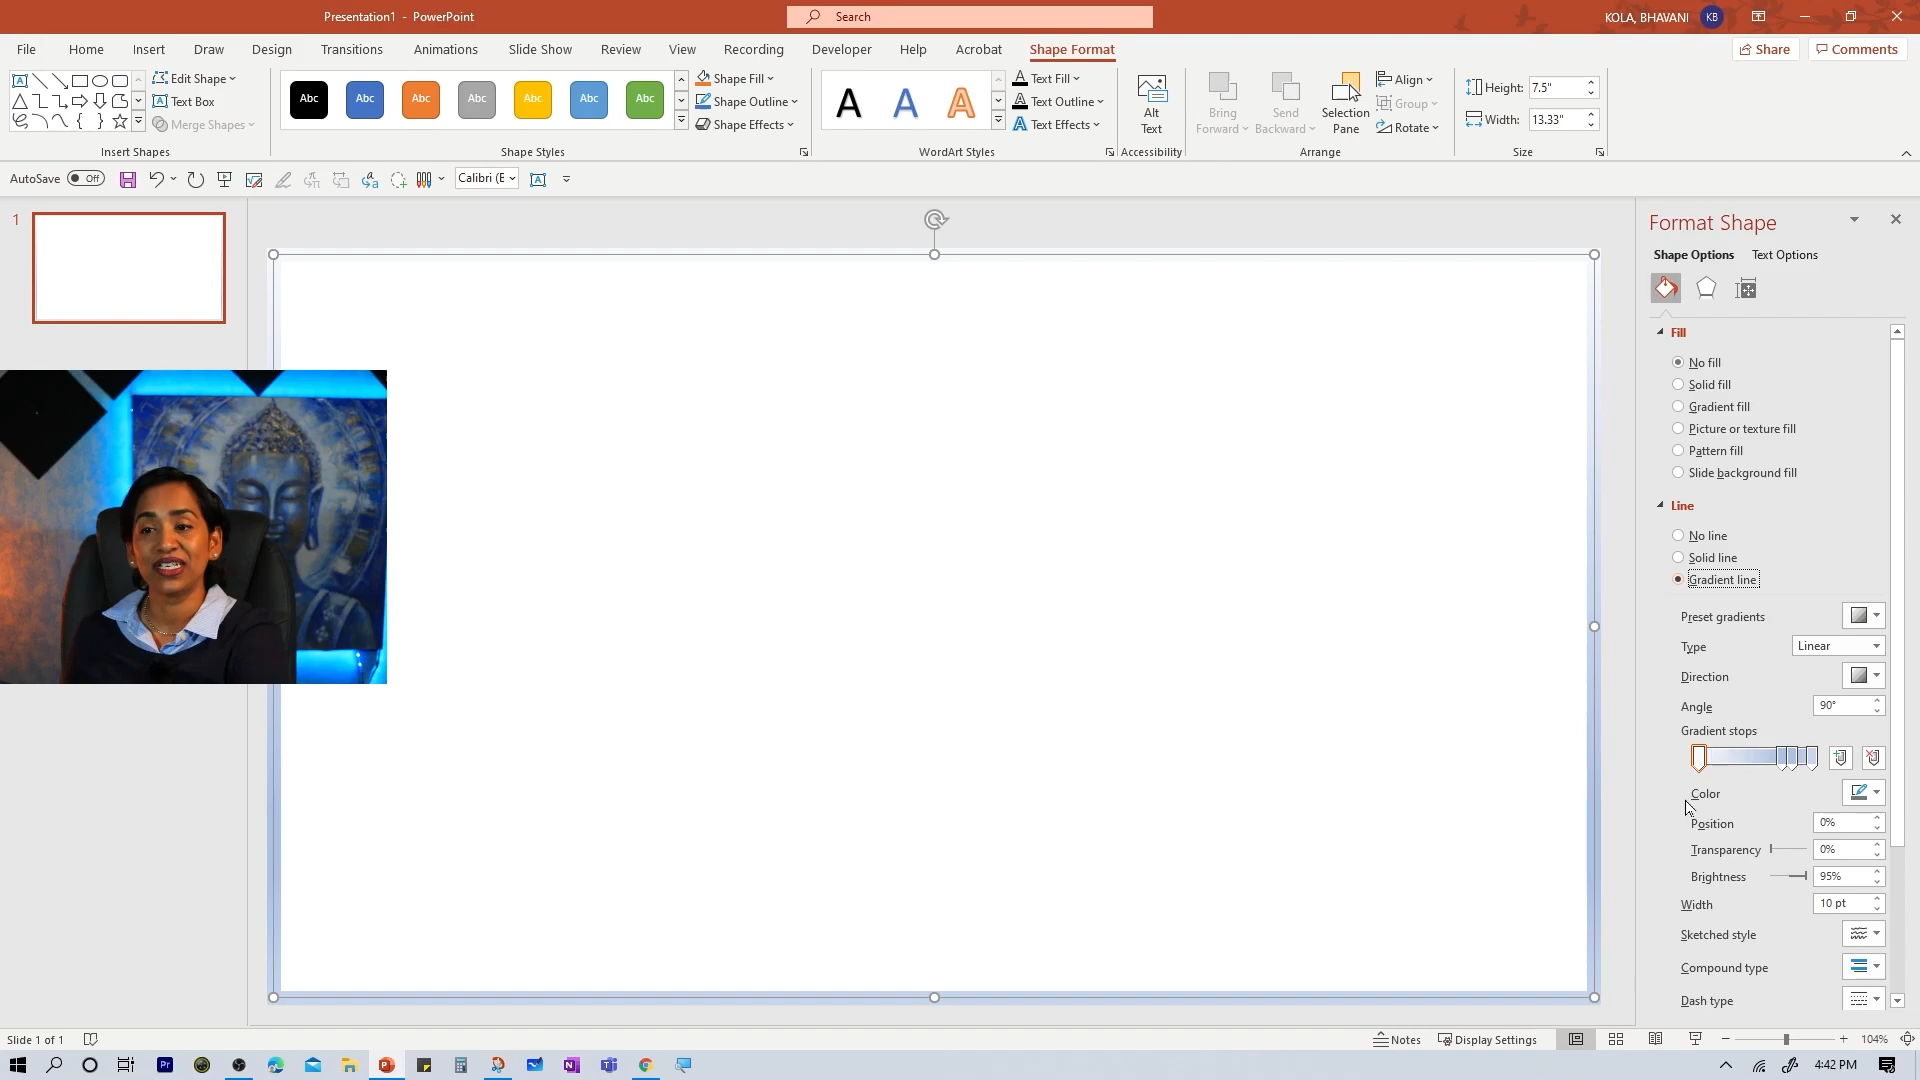 Presentation1 - PowerPoint
Search
KOLA, BHAVANI
KB
File
Home
Insert
Draw
Design
Transitions
Animations
Slide Show
Review
View
Recording
Developer
Help
Acrobat
Shape Format
Share
Comments
Edit Shape
Text Box
Merge Shapes
Insert Shapes
Abc
Abc
Abc
Abc
Abc
Abc
Abc
Shape Fill
Shape Outline
Shape Effects
Shape Styles
A
A
A
Text Fill
Text Outline
Text Effects
WordArt Styles
Alt
Text
Accessibility
Bring
Forward
Send
Backward
Selection
Pane
Align
Group
Rotate
Arrange
Height: 7.5"
Width: 13.33"
Size
AutoSave Off
Calibri (E
1
Format Shape
Shape Options
Text Options
Fill
No fill
Solid fill
Gradient fill
Picture or texture fill
Pattern fill
Slide background fill
Line
No line
Solid line
Gradient line
Preset gradients
Type Linear
Direction
Angle 90°
Gradient stops
Color
Position 0%
Transparency 0%
Brightness 95%
Width 10 pt
Sketched style
Compound type
Dash type
Slide 1 of 1
Notes
Display Settings
104%
Pr
4:42 PM